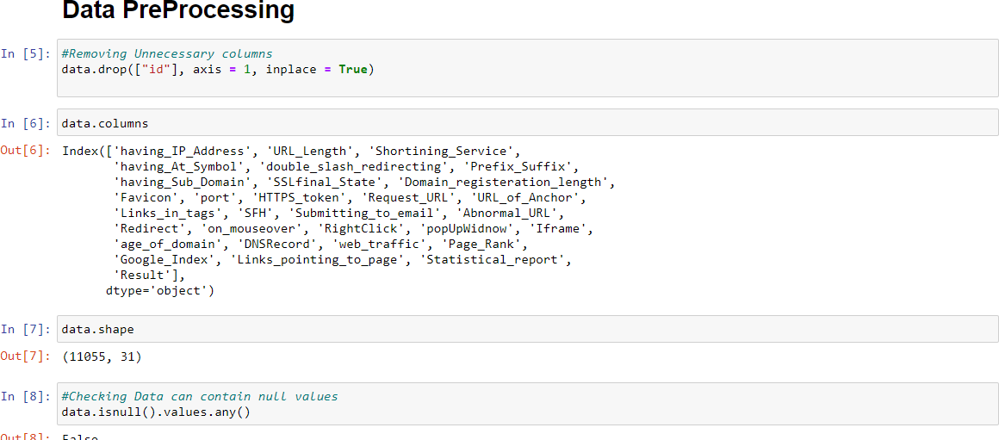 Data PreProcessing
In [5]: #Removing Unnecessary columns
data.drop(["id"], axis = 1, inplace = True)
In [6]: data.columns
Out[6]: Index(['having_IP_Address', 'URL_Length', 'Shortining_Service',
'having_At_Symbol', 'double_slash_redirecting', 'Prefix_Suffix',
'having_Sub_Domain', 'SSLfinal_State', 'Domain_registeration_length',
'Favicon', 'port', 'HTTPS_token', 'Request_URL', 'URL_of_Anchor',
'Links_in_tags', 'SFH', 'Submitting_to_email', 'Abnormal_URL',
'Redirect', 'on_mouseover', 'RightClick', 'popUpWidnow', 'Iframe',
'age_of_domain', 'DNSRecord', 'web_traffic', 'Page_Rank',
'Google_Index', 'Links_pointing_to_page', 'Statistical_report',
'Result'],
dtype='object')
In [7]: data.shape
Out[7]: (11055, 31)
In [8]: #Checking Data can contain null values
data.isnull().values.any()
Out[8]: False